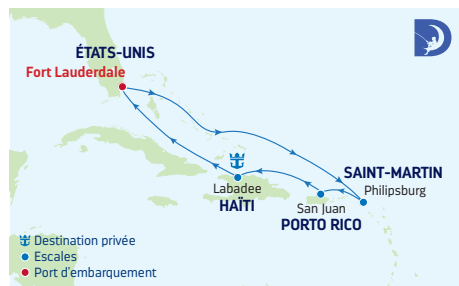 ÉTATS-UNIS
Fort Lauderdale
SAINT-MARTIN
Philipsburg
Labadee
HAÏTI
San Juan
PORTO RICO
Destination privée
Escales
Port d'embarquement